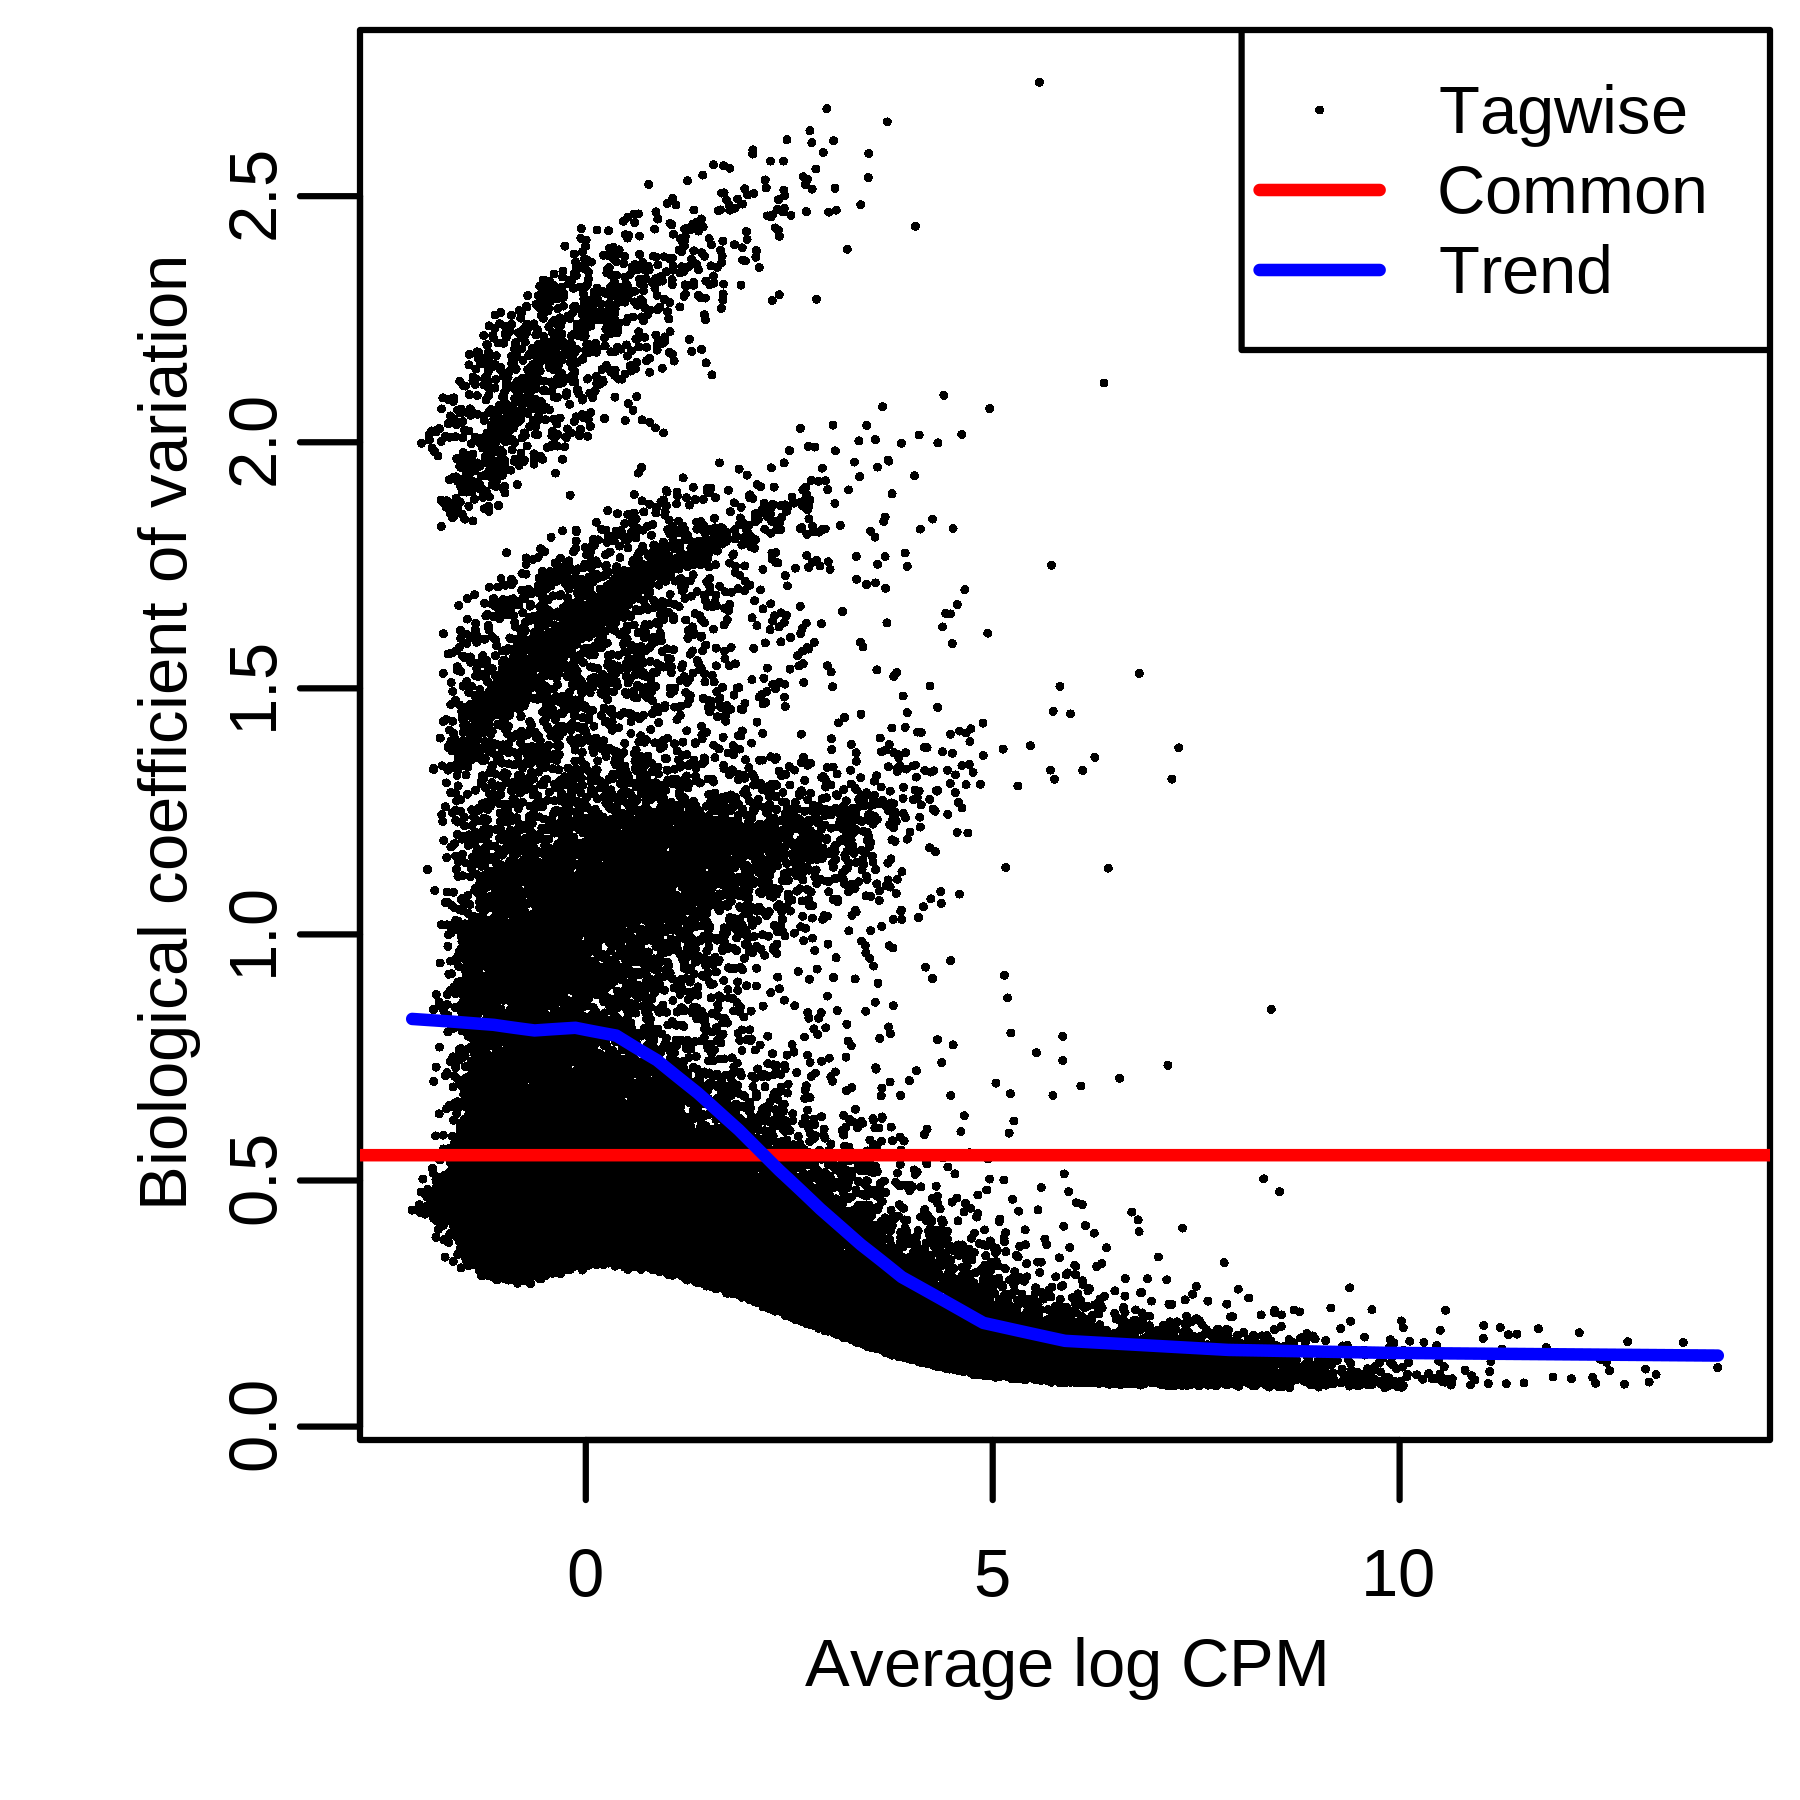 Tagwise
Common
Trend
Biological coefficient of variation
2.5
2.0
1.5
1.0
0.5
0.0
0 5 10
Average log CPM